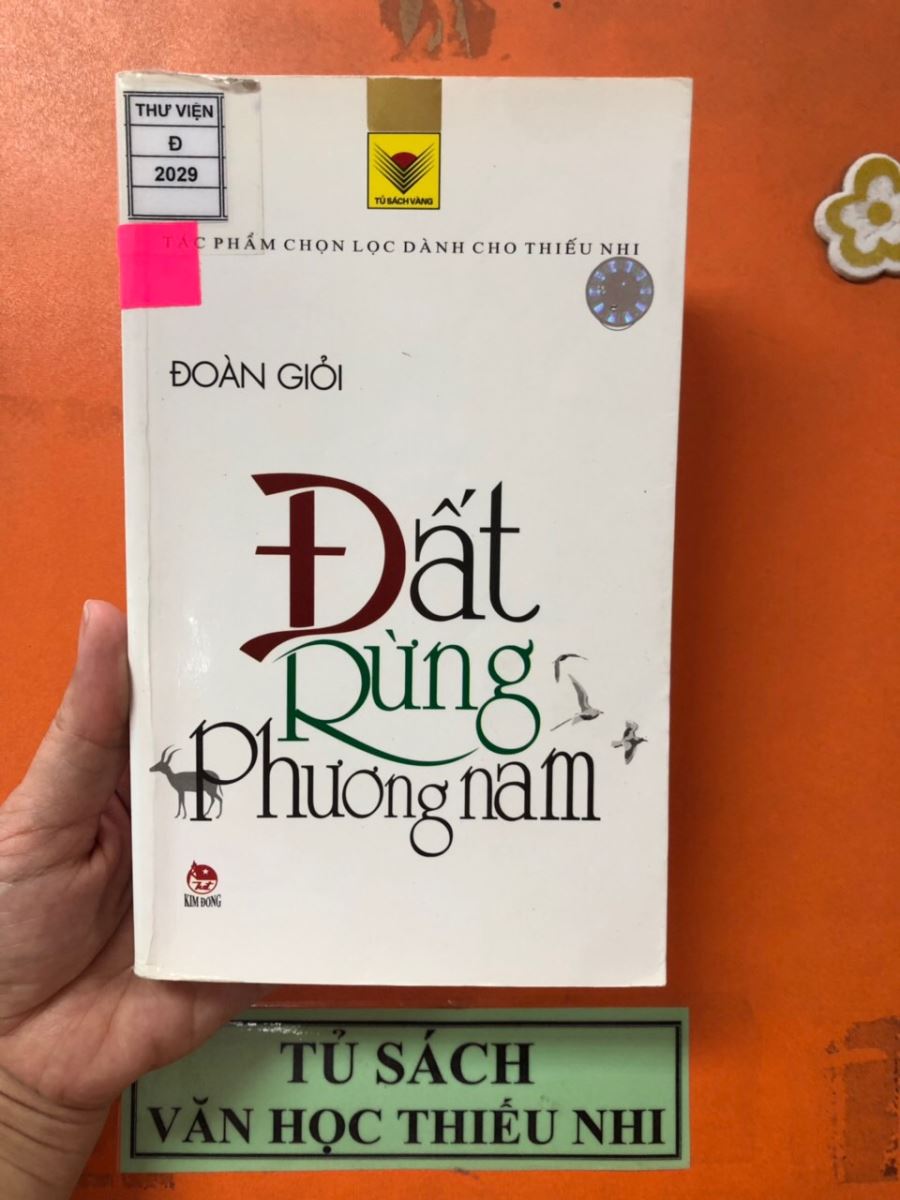 THƯ VIỆN
Đ
2029
TỦ SÁCH VÀNG
TÁC PHẨM CHỌN LỌC DÀNH CHO THIẾU NHI
ĐOÀN GIỎI
Đất
Rừng
Phương nam
KIM ĐỒNG
TỦ SÁCH
VĂN HỌC THIẾU NHI